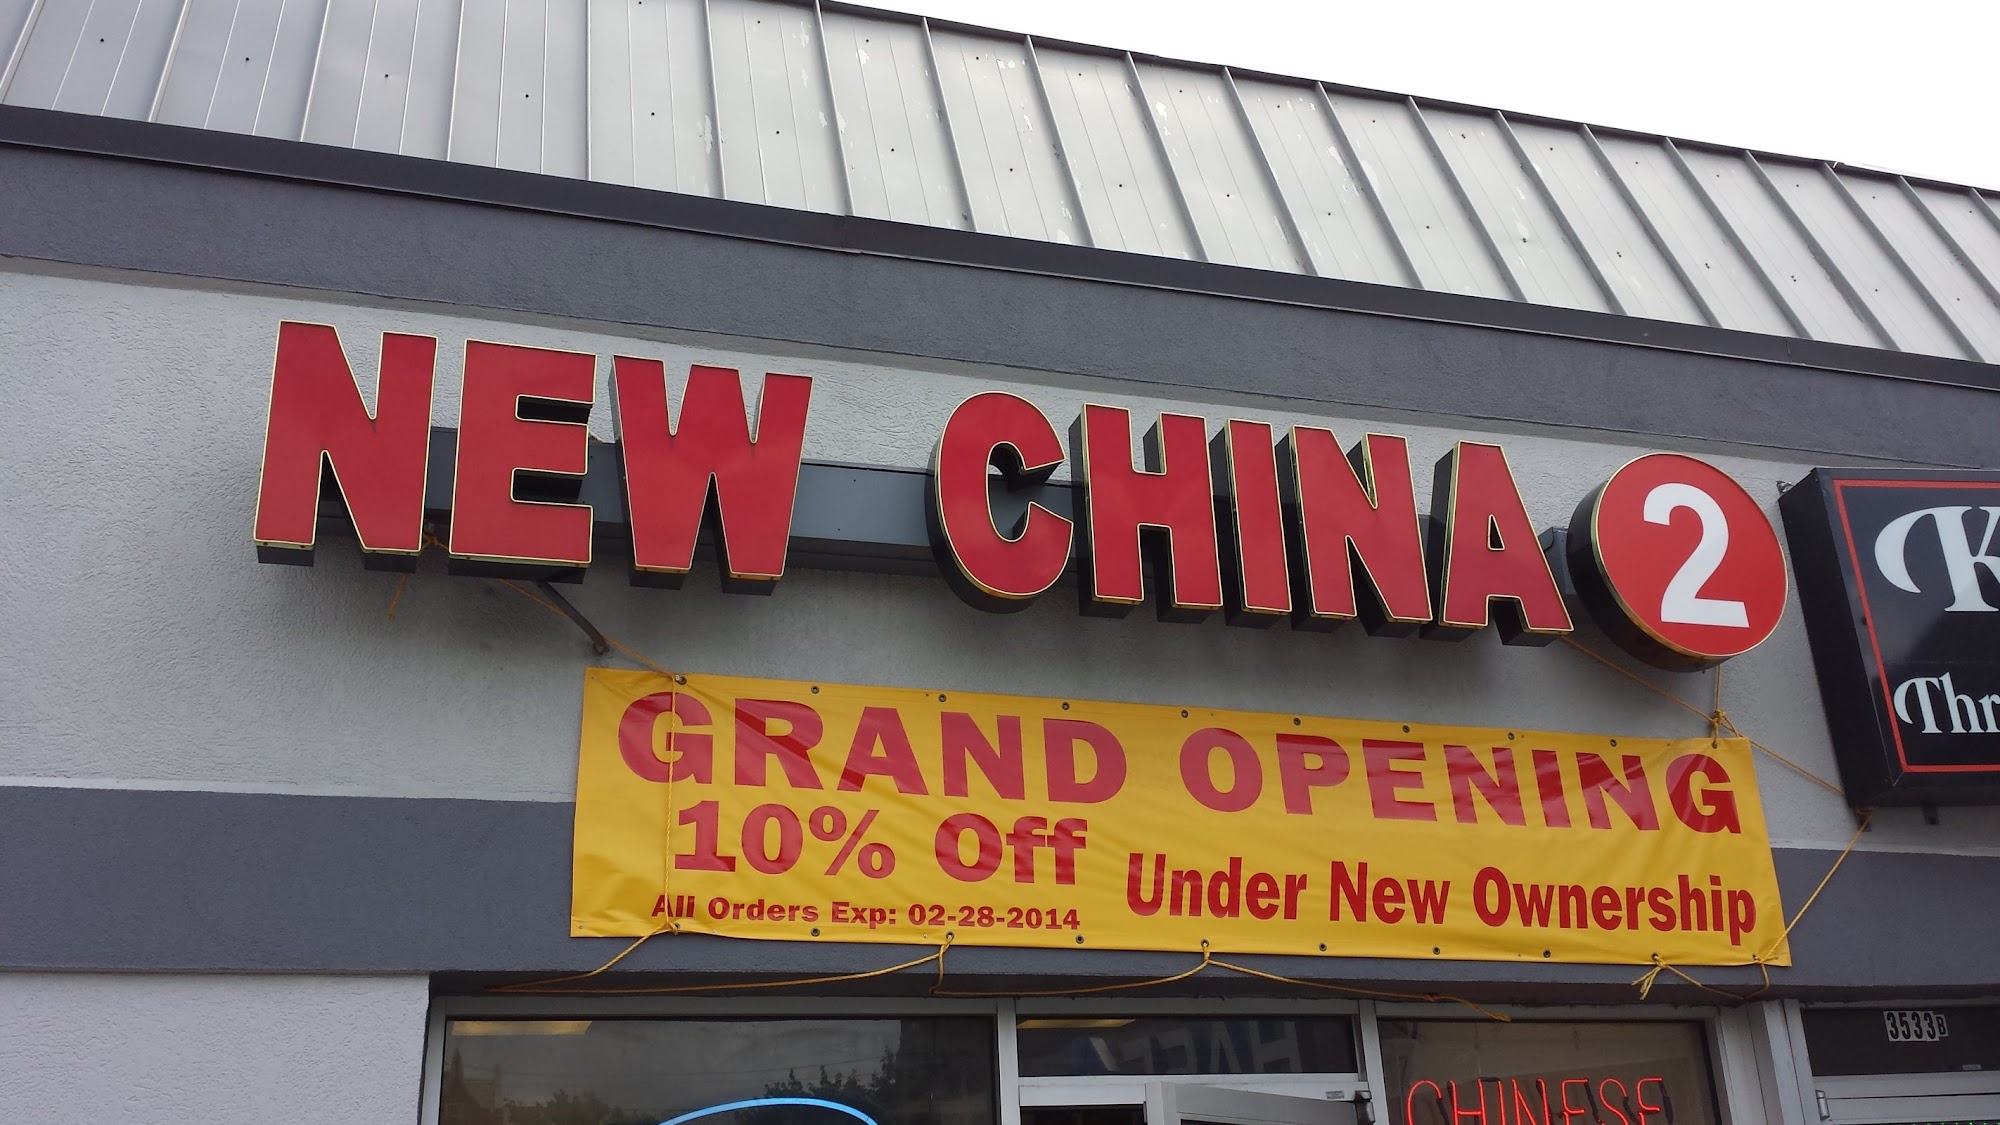 NEW CHINA 2
GRAND OPENING
10% Off
Under New Ownership
All Orders Exp: 02-28-2014
3533B
CHINESE